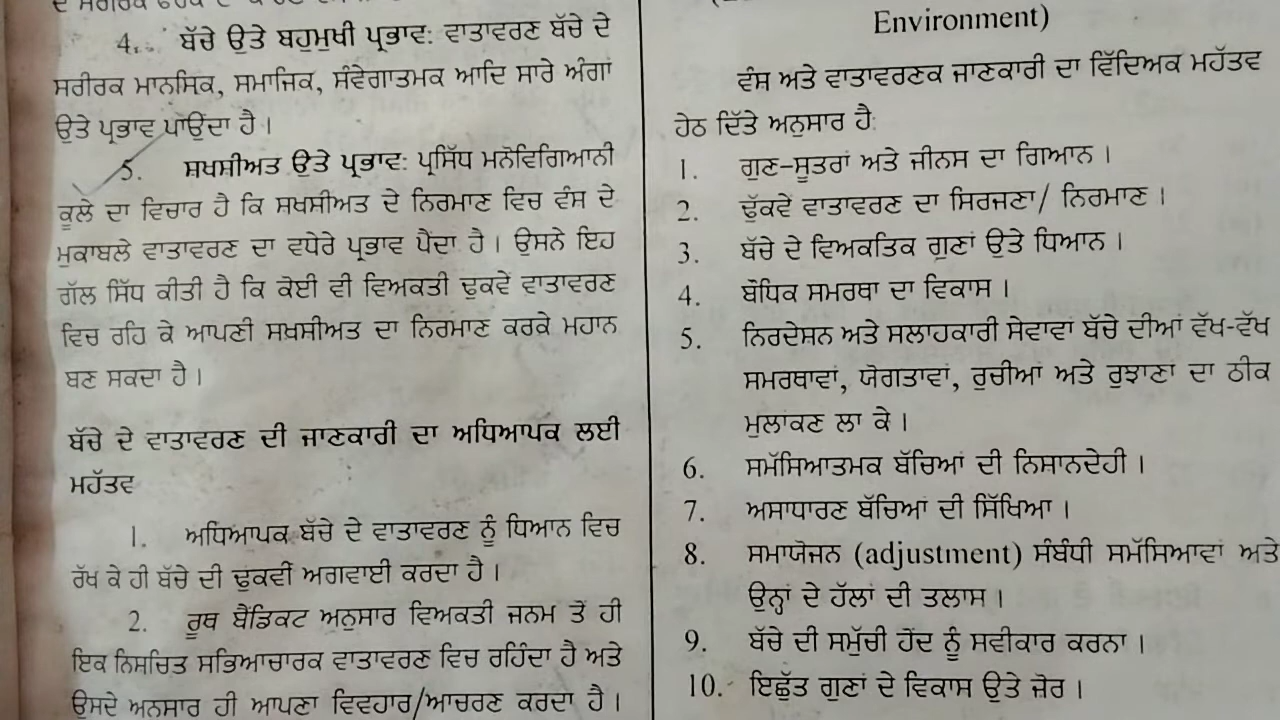 4. ਬੱਚੇ ਉਤੇ ਬਹੁਮੁਖੀ ਪ੍ਰਭਾਵ: ਵਾਤਾਵਰਣ ਬੱਚੇ ਦੇ
ਸਰੀਰਕ ਮਾਨਸਿਕ, ਸਮਾਜਿਕ, ਸੰਵੇਗਾਤਮਕ ਆਦਿ ਸਾਰੇ ਅੰਗਾਂ
ਉਤੇ ਪ੍ਰਭਾਵ ਪਾਉਂਦਾ ਹੈ।
5. ਸ਼ਖਸ਼ੀਅਤ ਉਤੇ ਪ੍ਰਭਾਵ: ਪ੍ਰਸਿੱਧ ਮਨੋਵਿਗਿਆਨੀ
ਕੂਲੇ ਦਾ ਵਿਚਾਰ ਹੈ ਕਿ ਸਖਸ਼ੀਅਤ ਦੇ ਨਿਰਮਾਣ ਵਿਚ ਵੰਸ ਦੇ
ਮੁਕਾਬਲੇ ਵਾਤਾਵਰਣ ਦਾ ਵਧੇਰੇ ਪ੍ਰਭਾਵ ਪੈਂਦਾ ਹੈ। ਉਸਨੇ ਇਹ
ਗੱਲ ਸਿੱਧ ਕੀਤੀ ਹੈ ਕਿ ਕੋਈ ਵੀ ਵਿਅਕਤੀ ਢੁਕਵੇਂ ਵਾਤਾਵਰਣ
ਵਿਚ ਰਹਿ ਕੇ ਆਪਣੀ ਸਖਸ਼ੀਅਤ ਦਾ ਨਿਰਮਾਣ ਕਰਕੇ ਮਹਾਨ
ਬਣ ਸਕਦਾ ਹੈ।
ਬੱਚੇ ਦੇ ਵਾਤਾਵਰਣ ਦੀ ਜਾਣਕਾਰੀ ਦਾ ਅਧਿਆਪਕ ਲਈ
ਮਹੱਤਵ
1. ਅਧਿਆਪਕ ਬੱਚੇ ਦੇ ਵਾਤਾਵਰਣ ਨੂੰ ਧਿਆਨ ਵਿਚ
ਰੱਖ ਕੇ ਹੀ ਬੱਚੇ ਦੀ ਢੁਕਵੀਂ ਅਗਵਾਈ ਕਰਦਾ ਹੈ।
2. ਰੂਥ ਬੈਂਡਿਕਟ ਅਨੁਸਾਰ ਵਿਅਕਤੀ ਜਨਮ ਤੋਂ ਹੀ
ਇਕ ਨਿਸਚਿਤ ਸਭਿਆਚਾਰਕ ਵਾਤਾਵਰਣ ਵਿਚ ਰਹਿੰਦਾ ਹੈ ਅਤੇ
ਉਸਦੇ ਅਨੁਸਾਰ ਹੀ ਆਪਣਾ ਵਿਵਹਾਰ/ਆਚਰਣ ਕਰਦਾ ਹੈ।
Environment)
ਵੰਸ ਅਤੇ ਵਾਤਾਵਰਣਕ ਜਾਣਕਾਰੀ ਦਾ ਵਿੱਦਿਅਕ ਮਹੱਤਵ
ਹੇਠ ਦਿੱਤੇ ਅਨੁਸਾਰ ਹੈ:
1. ਗੁਣ-ਸੂਤਰਾਂ ਅਤੇ ਜੀਨਸ ਦਾ ਗਿਆਨ।
2. ਢੁੱਕਵੇਂ ਵਾਤਾਵਰਣ ਦਾ ਸਿਰਜਣਾ/ ਨਿਰਮਾਣ।
3. ਬੱਚੇ ਦੇ ਵਿਅਕਤਿਕ ਗੁਣਾਂ ਉਤੇ ਧਿਆਨ।
4. ਬੋਧਿਕ ਸਮਰਥਾ ਦਾ ਵਿਕਾਸ।
5. ਨਿਰਦੇਸ਼ਨ ਅਤੇ ਸਲਾਹਕਾਰੀ ਸੇਵਾਵਾਂ ਬੱਚੇ ਦੀਆਂ ਵੱਖ-ਵੱਖ
ਸਮਰਥਾਵਾਂ, ਯੋਗਤਾਵਾਂ, ਰੁਚੀਆਂ ਅਤੇ ਰੁਝਾਣਾਂ ਦਾ ਠੀਕ
ਮੁਲਾਂਕਣ ਲਾ ਕੇ।
6. ਸਮੱਸਿਆਤਮਕ ਬੱਚਿਆਂ ਦੀ ਨਿਸ਼ਾਨਦੇਹੀ।
7. ਅਸਾਧਾਰਣ ਬੱਚਿਆਂ ਦੀ ਸਿੱਖਿਆ।
8. ਸਮਾਯੋਜਨ (adjustment) ਸੰਬੰਧੀ ਸਮੱਸਿਆਵਾਂ ਅਤੇ
ਉਨ੍ਹਾਂ ਦੇ ਹੱਲਾਂ ਦੀ ਤਲਾਸ।
9. ਬੱਚੇ ਦੀ ਸਮੁੱਚੀ ਹੋਂਦ ਨੂੰ ਸਵੀਕਾਰ ਕਰਨਾ।
10. ਇਛੁੱਤ ਗੁਣਾਂ ਦੇ ਵਿਕਾਸ ਉਤੇ ਜ਼ੋਰ।